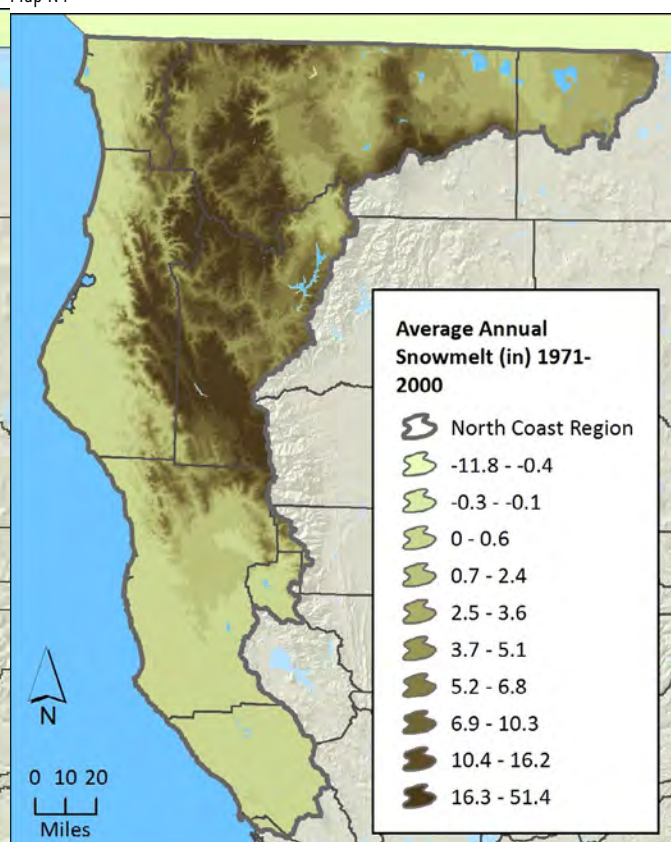 Average Annual
Snowmelt (in) 1971-
2000
North Coast Region
-11.8 - -0.4
-0.3 - -0.1
0 - 0.6
0.7 - 2.4
2.5 - 3.6
3.7 - 5.1
5.2 - 6.8
6.9 - 10.3
10.4 - 16.2
16.3 - 51.4
N
0 10 20
Miles